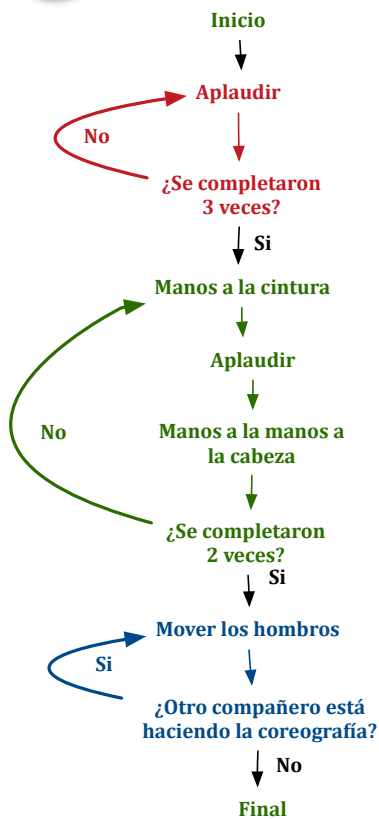 Inicio
Aplaudir
No
¿Se completaron
3 veces?
Si
Manos a la cintura
Aplaudir
No
Manos a la manos a
la cabeza
¿Se completaron
2 veces?
Si
Mover los hombros
Si
¿Otro compañero está
haciendo la coreografía?
No
Final